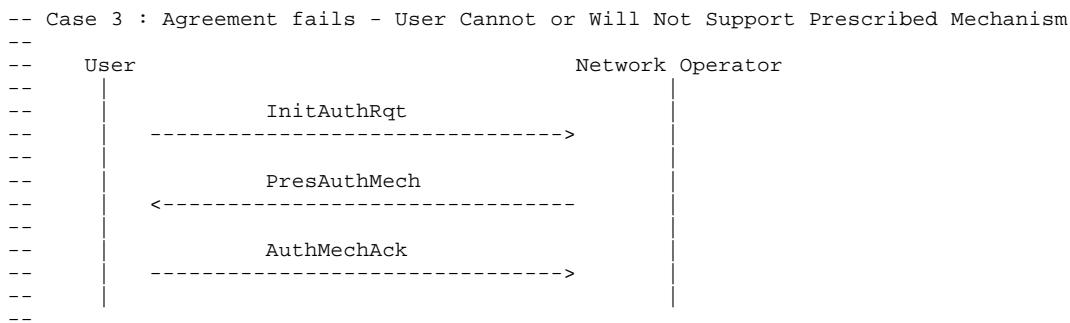 -- Case 3 : Agreement fails - User Cannot or Will Not Support Prescribed Mechanism
--
--    User                                  Network Operator
--     |                                           |
--     |            InitAuthRqt                    |
--     |   -------------------------------->       |
--     |                                           |
--     |            PresAuthMech                   |
--     |   <--------------------------------       |
--     |                                           |
--     |            AuthMechAck                    |
--     |   -------------------------------->       |
--     |                                           |
--